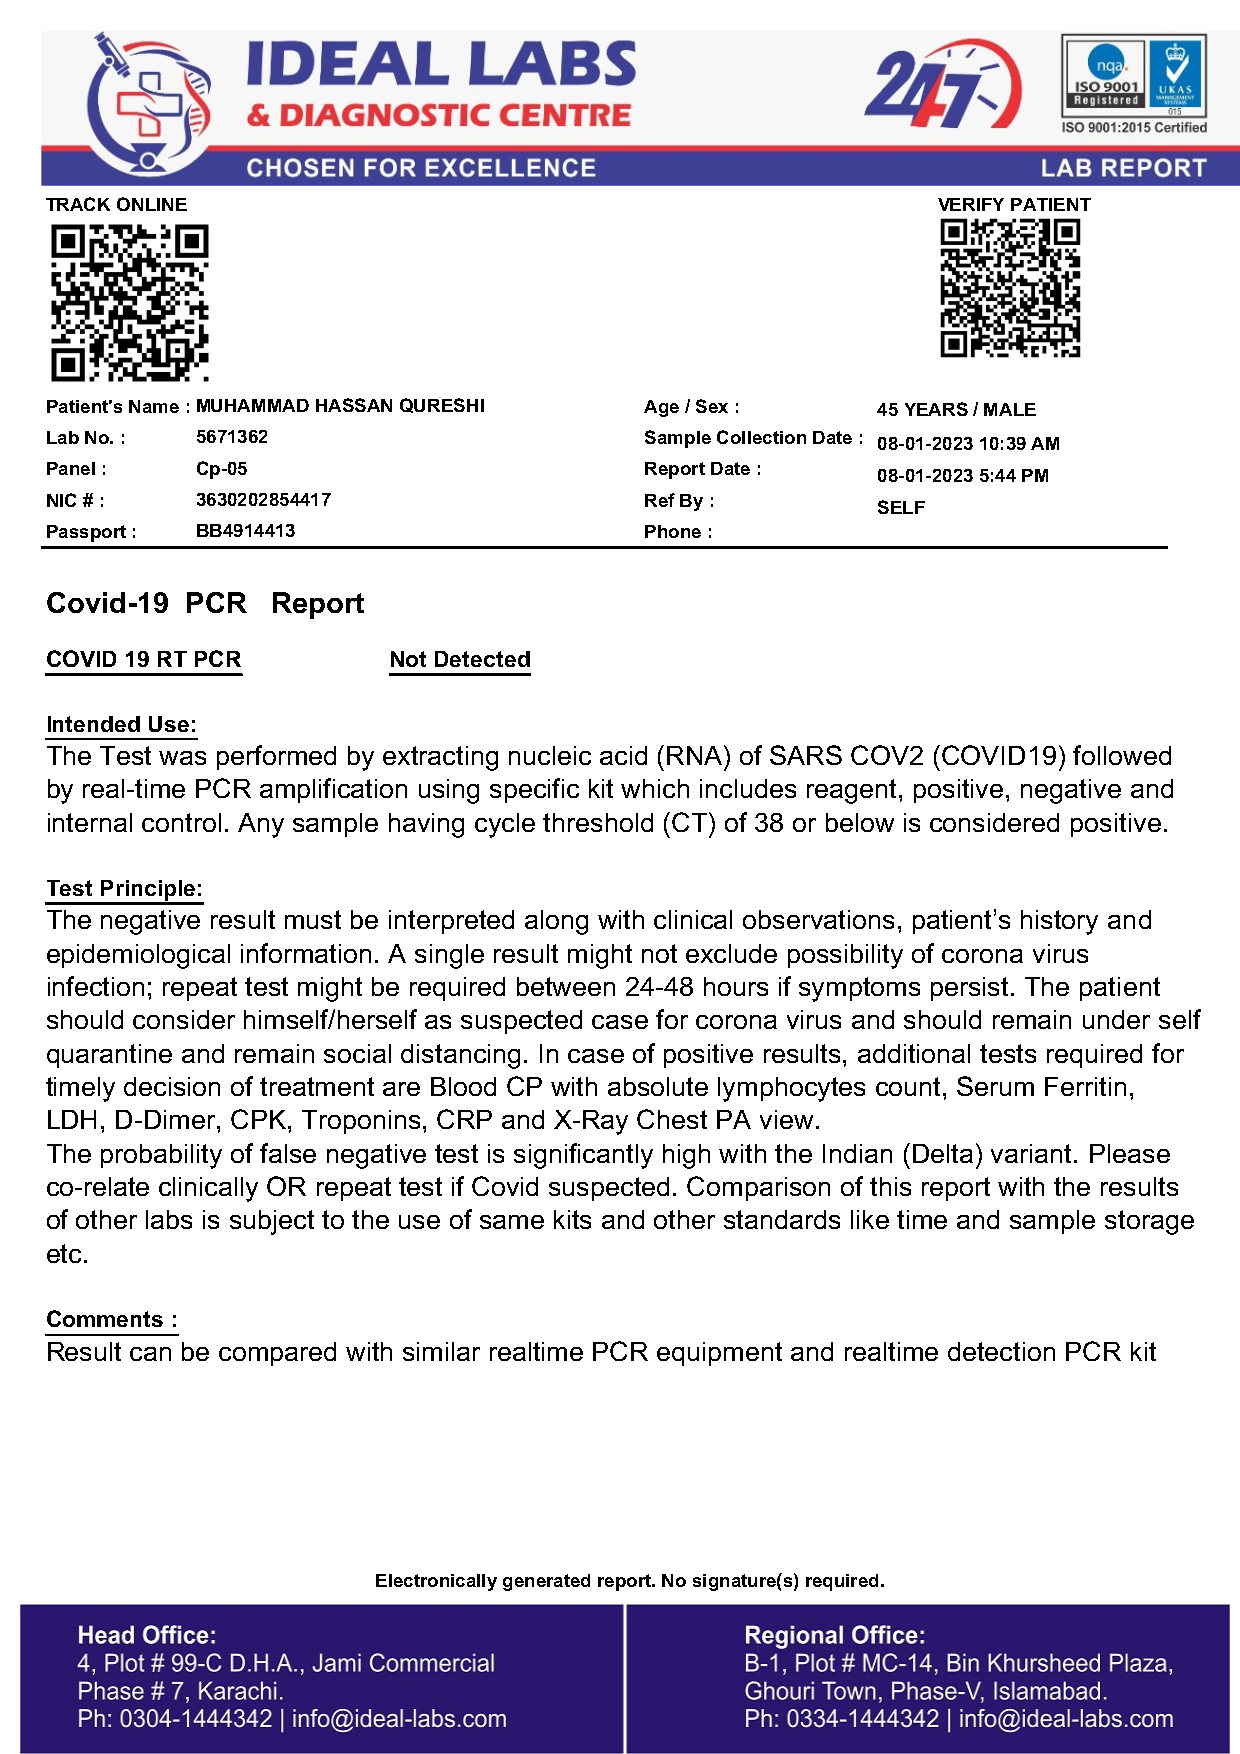 IDEAL LABS
& DIAGNOSTIC CENTRE
247
nqa.
ISO 9001
Registered
UKAS
MANAGEMENT
SYSTEMS
015
ISO 9001:2015 Certified
CHOSEN FOR EXCELLENCE
LAB REPORT
TRACK ONLINE
VERIFY PATIENT
Patient's Name : MUHAMMAD HASSAN QURESHI
Age / Sex : 45 YEARS / MALE
Lab No. : 5671362
Sample Collection Date : 08-01-2023 10:39 AM
Panel : Cp-05
Report Date : 08-01-2023 5:44 PM
NIC # : 3630202854417
Ref By : SELF
Passport : BB4914413
Phone :
Covid-19 PCR Report
COVID 19 RT PCR Not Detected
Intended Use:
The Test was performed by extracting nucleic acid (RNA) of SARS COV2 (COVID19) followed
by real-time PCR amplification using specific kit which includes reagent, positive, negative and
internal control. Any sample having cycle threshold (CT) of 38 or below is considered positive.
Test Principle:
The negative result must be interpreted along with clinical observations, patient’s history and
epidemiological information. A single result might not exclude possibility of corona virus
infection; repeat test might be required between 24-48 hours if symptoms persist. The patient
should consider himself/herself as suspected case for corona virus and should remain under self
quarantine and remain social distancing. In case of positive results, additional tests required for
timely decision of treatment are Blood CP with absolute lymphocytes count, Serum Ferritin,
LDH, D-Dimer, CPK, Troponins, CRP and X-Ray Chest PA view.
The probability of false negative test is significantly high with the Indian (Delta) variant. Please
co-relate clinically OR repeat test if Covid suspected. Comparison of this report with the results
of other labs is subject to the use of same kits and other standards like time and sample storage
etc.
Comments :
Result can be compared with similar realtime PCR equipment and realtime detection PCR kit
Electronically generated report. No signature(s) required.
Head Office:
4, Plot # 99-C D.H.A., Jami Commercial
Phase # 7, Karachi.
Ph: 0304-1444342 | info@ideal-labs.com
Regional Office:
B-1, Plot # MC-14, Bin Khursheed Plaza,
Ghouri Town, Phase-V, Islamabad.
Ph: 0334-1444342 | info@ideal-labs.com